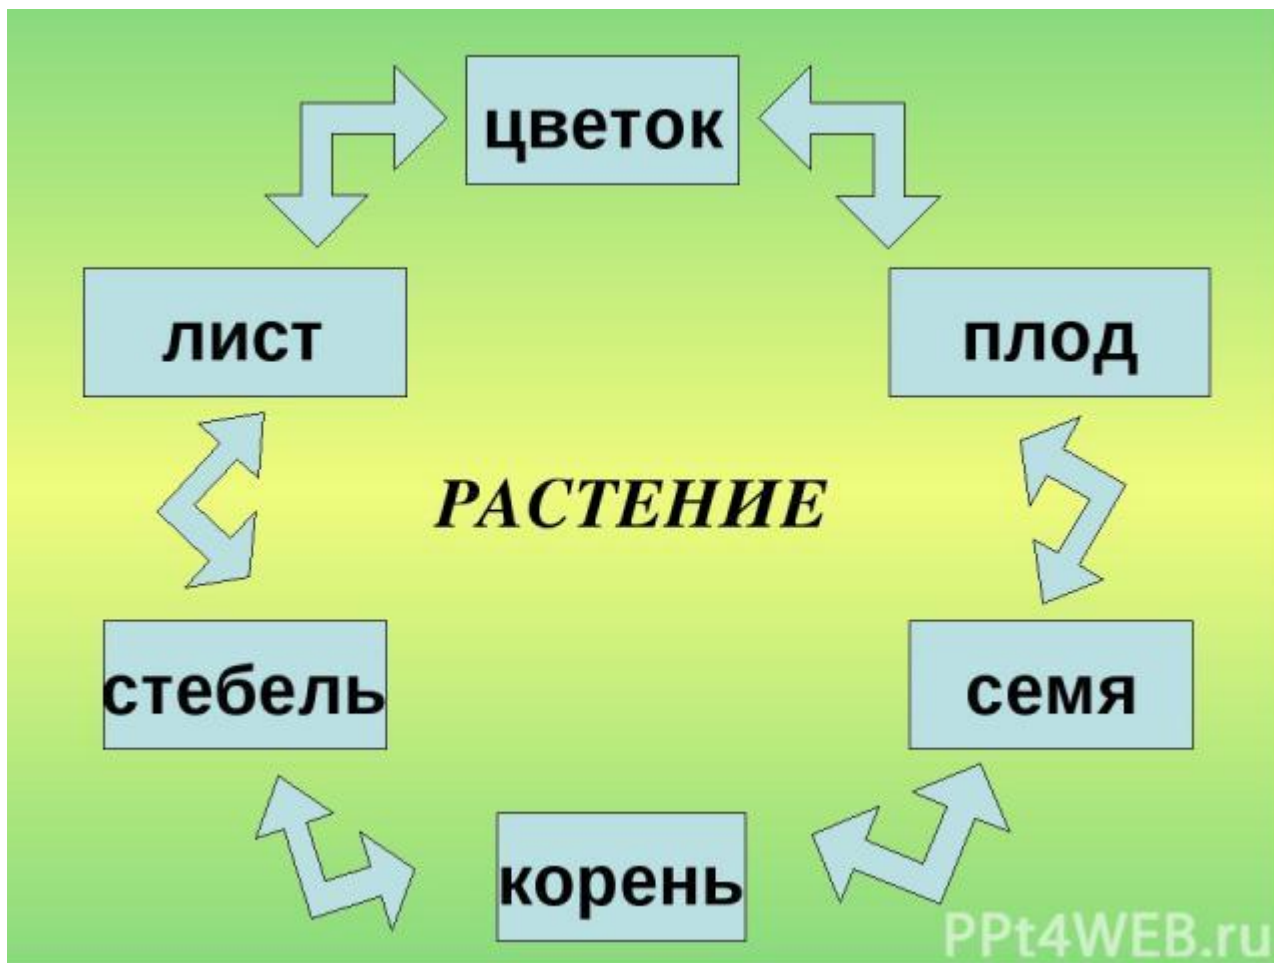 цветок
лист
плод
РАСТЕНИЕ
стебель
семя
корень
PPt4WEB.ru